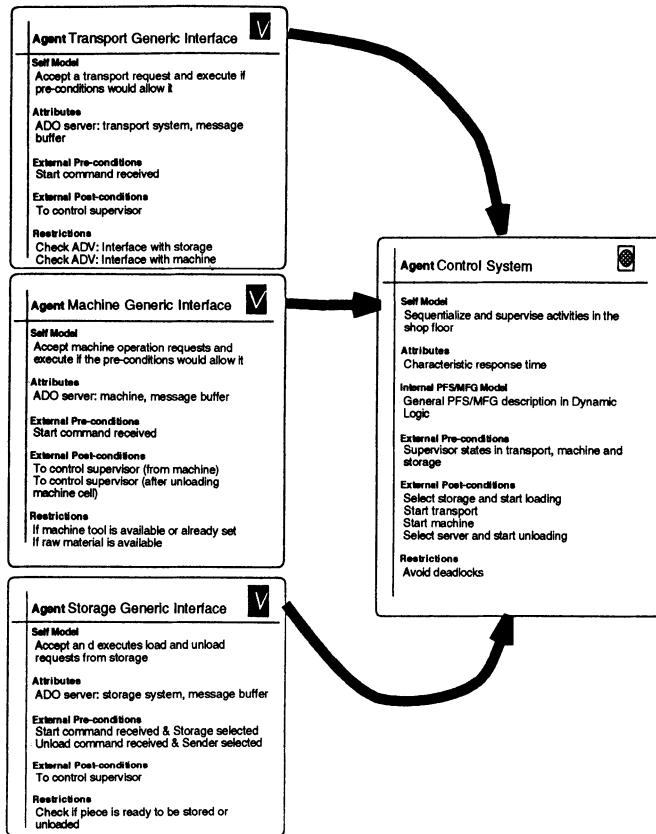 Agent Transport Generic Interface
V
Self Model
Accept a transport request and execute if
pre-conditions would allow it
Attributes
ADO server: transport system, message
buffer
External Pre-conditions
Start command received
External Post-conditions
To control supervisor
Restrictions
Check ADV: Interface with storage
Check ADV: Interface with machine
Agent Machine Generic Interface
V
Self Model
Accept machine operation requests and
execute if the pre-conditions would allow it
Attributes
ADO server: machine, message buffer
External Pre-conditions
Start command received
External Post-conditions
To control supervisor (from machine)
To control supervisor (after unloading
machine cell)
Restrictions
If machine tool is available or already set
If raw material is available
Agent Storage Generic Interface
V
Self Model
Accept an d executes load and unload
requests from storage
Attributes
ADO server: storage system, message buffer
External Pre-conditions
Start command received & Storage selected
Unload command received & Sender selected
External Post-conditions
To control supervisor
Restrictions
Check if piece is ready to be stored or
unloaded
Agent Control System
Self Model
Sequentialize and supervise activities in the
shop floor
Attributes
Characteristic response time
Internal PFS/MFG Model
General PFS/MFG description in Dynamic
Logic
External Pre-conditions
Supervisor states in transport, machine and
storage
External Post-conditions
Select storage and start loading
Start transport
Start machine
Select server and start unloading
Restrictions
Avoid deadlocks